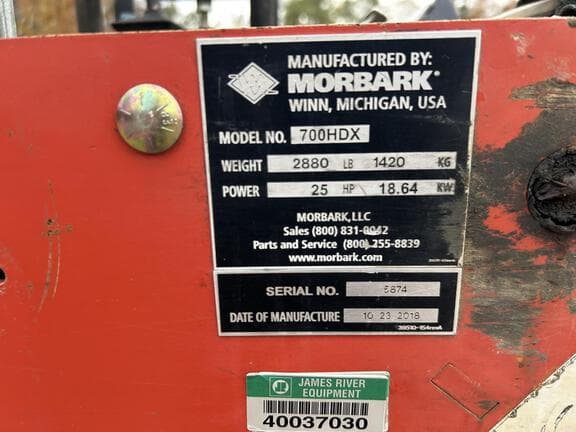 MANUFACTURED BY:
MORBARK®
WINN, MICHIGAN, USA
MODEL NO. 700HDX
WEIGHT 2880 LB 1420 KG
POWER 25 HP 18.64 KW
MORBARK, LLC
Sales (800) 831-0042
Parts and Service (800) 255-8839
www.morbark.com
SERIAL NO. 5874
DATE OF MANUFACTURE 10 23 2018
JAMES RIVER
EQUIPMENT
40037030